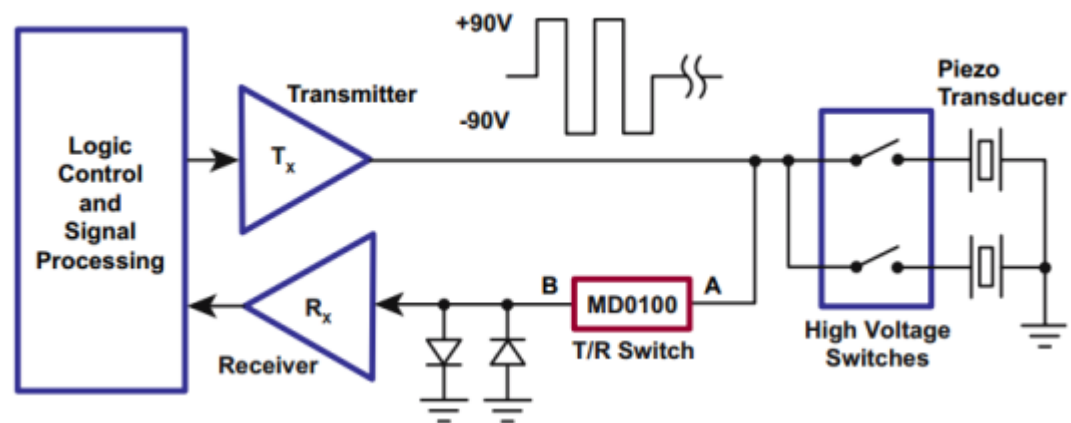 Logic
Control
and
Signal
Processing
Transmitter
Tx
+90V
-90V
Piezo
Transducer
Rx
Receiver
B
MD0100
A
T/R Switch
High Voltage
Switches